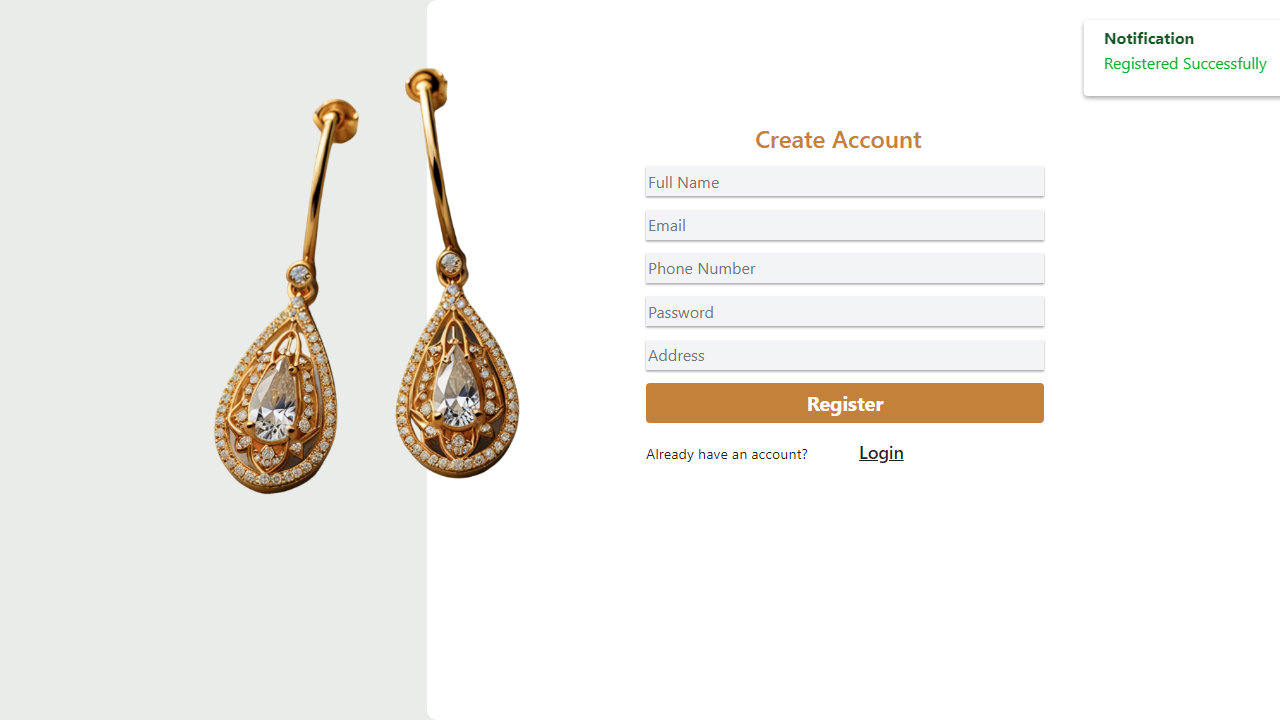 Notification
Registered Successfully
Create Account
Full Name
Email
Phone Number
Password
Address
Register
Already have an account? Login